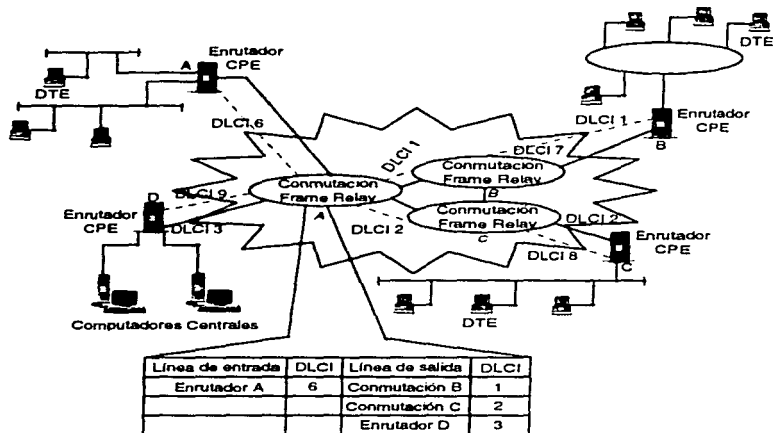 Enrutador
CPE
A
DTE
DLCI 6
DTE
DLCI 1
Enrutador
CPE
B
DLCI 1
DLCI 7
Conmutación
Frame Relay
B
D
DLCI 9
Enrutador
CPE
DLCI 3
Conmutación
Frame Relay
A
DLCI 2
Conmutación
Frame Relay
C
DLCI 2
DLCI 8
Enrutador
CPE
C
Computadores Centrales
DTE
Línea de entrada DLCI Línea de salida DLCI
Enrutador A 6 Conmutación B 1
Conmutación C 2
Enrutador D 3